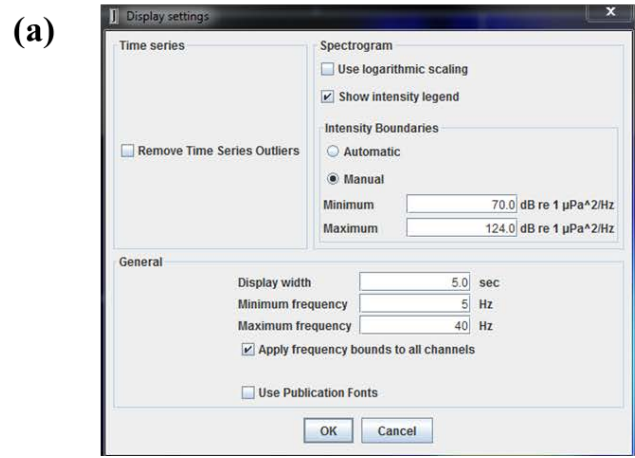 (a)
Display settings
x
Time series
Remove Time Series Outliers
Spectrogram
Use logarithmic scaling
Show intensity legend
Intensity Boundaries
Automatic
Manual
Minimum 70.0 dB re 1 µPa^2/Hz
Maximum 124.0 dB re 1 µPa^2/Hz
General
Display width 5.0 sec
Minimum frequency 5 Hz
Maximum frequency 40 Hz
Apply frequency bounds to all channels
Use Publication Fonts
OK Cancel